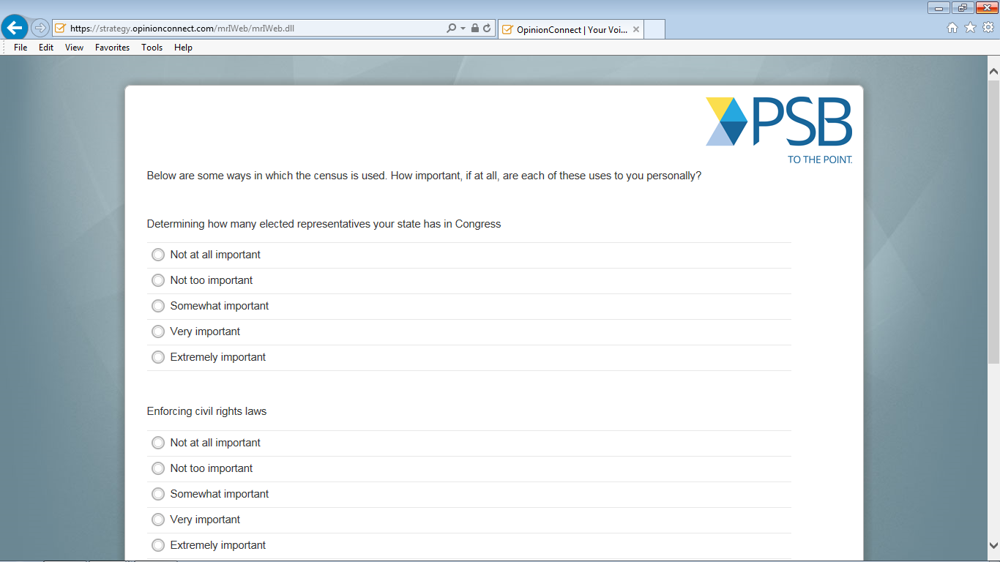 https://strategy.opinionconnect.com/mrIWeb/mrIWeb.dll
OpinionConnect | Your Voi...
File Edit View Favorites Tools Help
PSB
TO THE POINT.
Below are some ways in which the census is used. How important, if at all, are each of these uses to you personally?
Determining how many elected representatives your state has in Congress
Not at all important
Not too important
Somewhat important
Very important
Extremely important
Enforcing civil rights laws
Not at all important
Not too important
Somewhat important
Very important
Extremely important